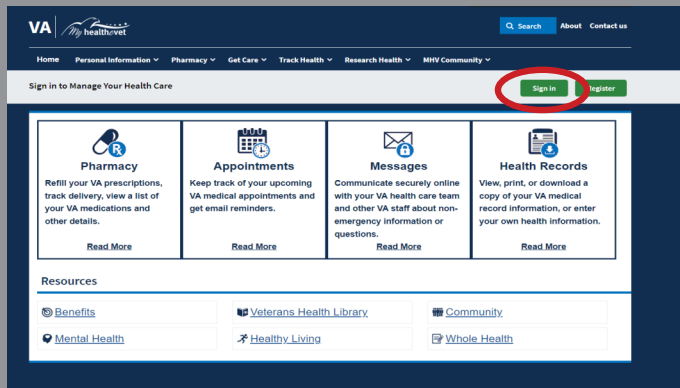 VA My healthevet
Search About Contact us
Home Personal Information Pharmacy Get Care Track Health Research Health MHV Community
Sign in to Manage Your Health Care Sign in Register
Pharmacy
Refill your VA prescriptions,
track delivery, view a list of
your VA medications and
other details.
Read More
Appointments
Keep track of your upcoming
VA medical appointments and
get email reminders.
Read More
Messages
Communicate securely online
with your VA health care team
and other VA staff about non-
emergency information or
questions.
Read More
Health Records
View, print, or download a
copy of your VA medical
record information, or enter
your own health information.
Read More
Resources
Benefits Veterans Health Library Community
Mental Health Healthy Living Whole Health